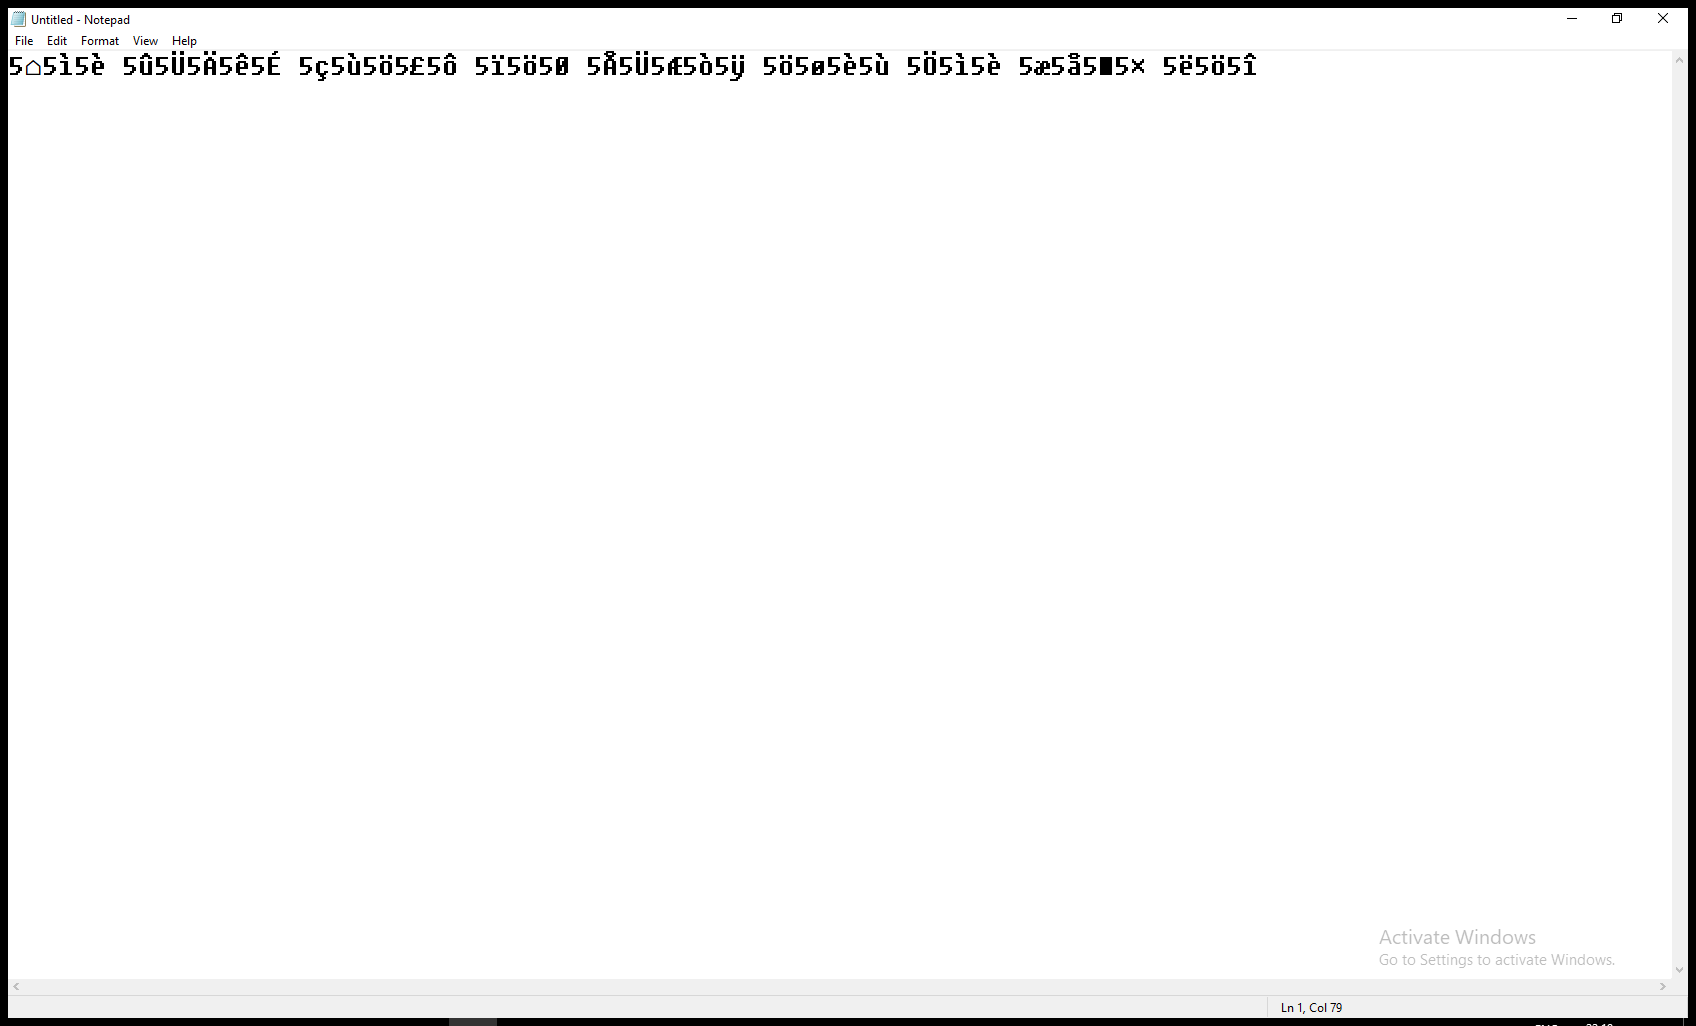 Untitled - Notepad
File Edit Format View Help
5⌂5ì5è 5û5Ü5Ä5ê5É 5ç5ù5ö5£5ô 5ï5ö5Ø 5Å5Ü5Æ5ò5ÿ 5ö5ø5è5ù 5Ö5ì5è 5æ5å5■5× 5ë5ö5î
Activate Windows
Go to Settings to activate Windows.
Ln 1, Col 79